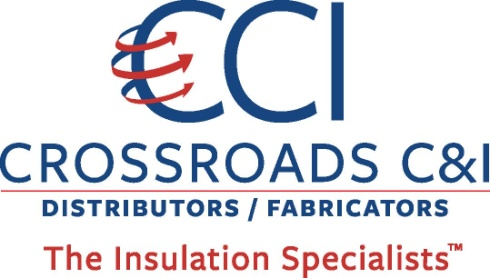 CCI
CROSSROADS C&I
DISTRIBUTORS / FABRICATORS
The Insulation Specialists™